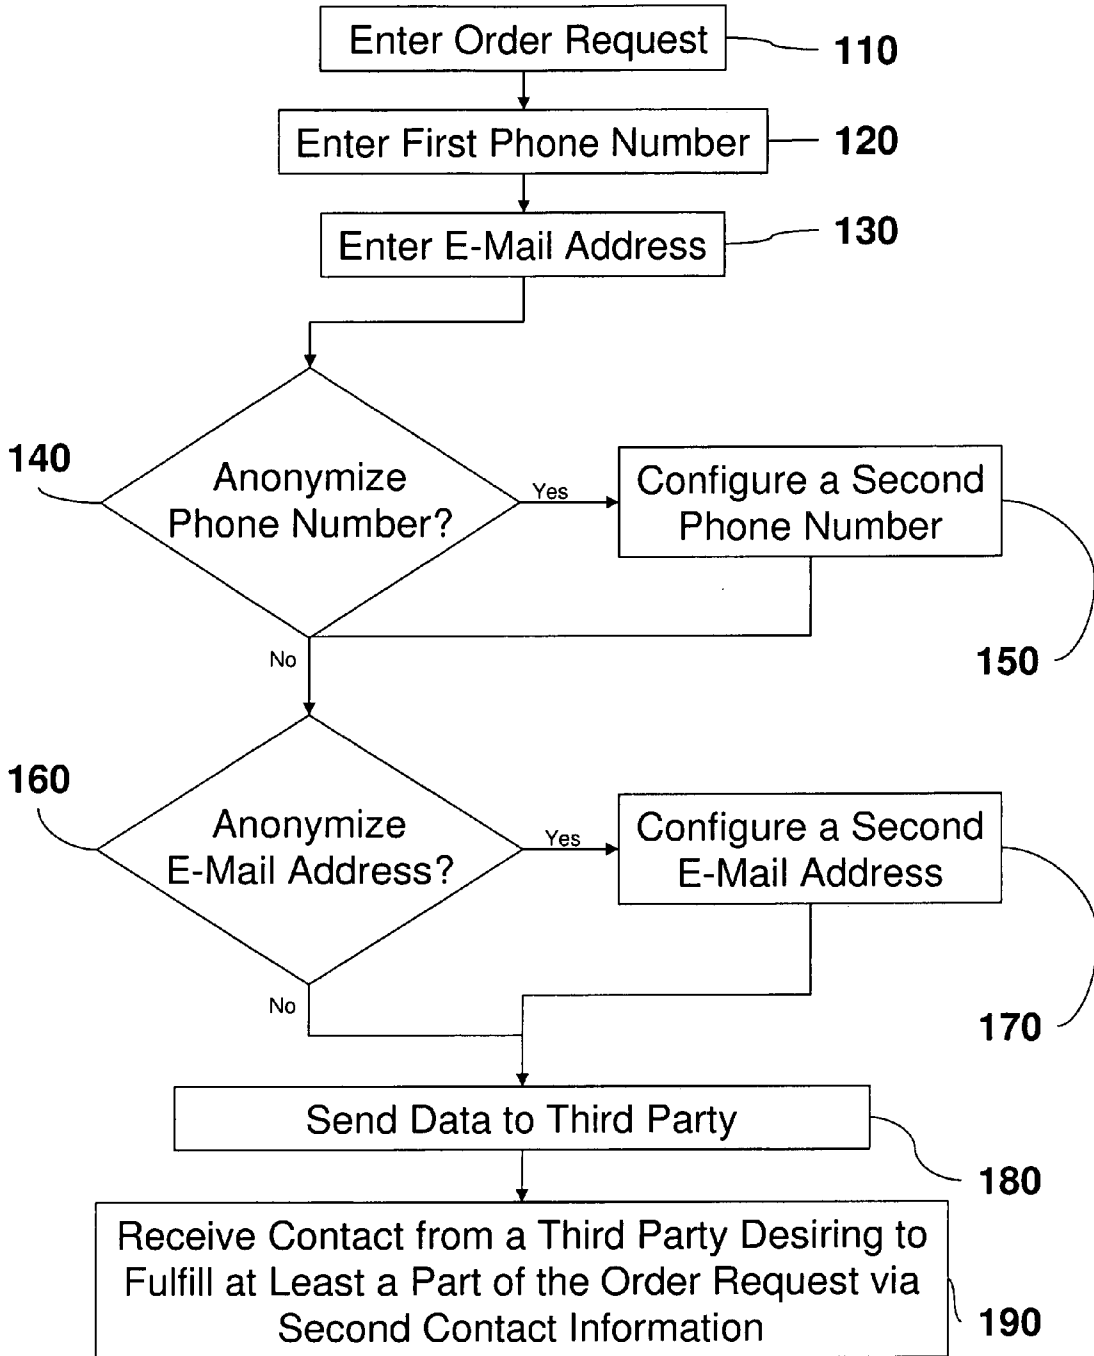 Enter Order Request
110
Enter First Phone Number
120
Enter E-Mail Address
130
140
Anonymize
Phone Number?
Yes
Configure a Second
Phone Number
150
No
160
Anonymize
E-Mail Address?
Yes
Configure a Second
E-Mail Address
170
No
Send Data to Third Party
180
Receive Contact from a Third Party Desiring to
Fulfill at Least a Part of the Order Request via
Second Contact Information
190